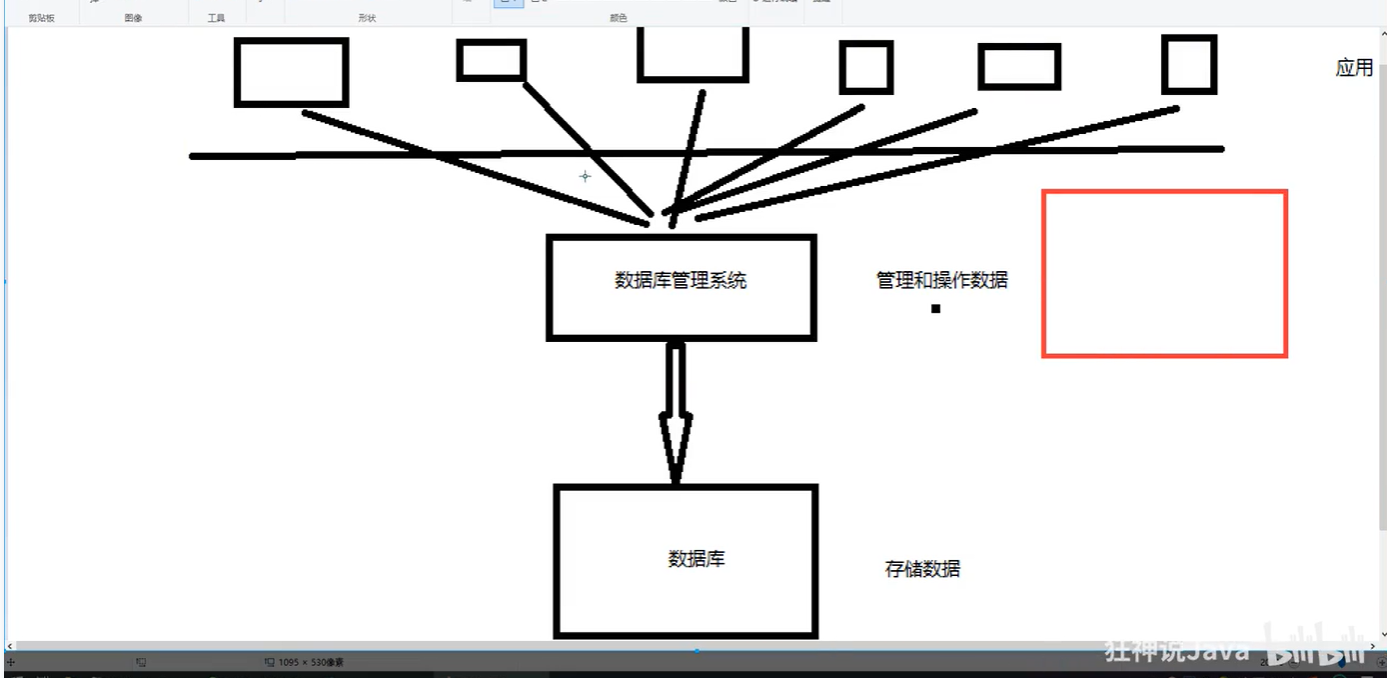 剪贴板
图像
工具
形状
颜色
应用
数据库管理系统
管理和操作数据
数据库
存储数据
1095 × 530像素
狂神说Java bilibili